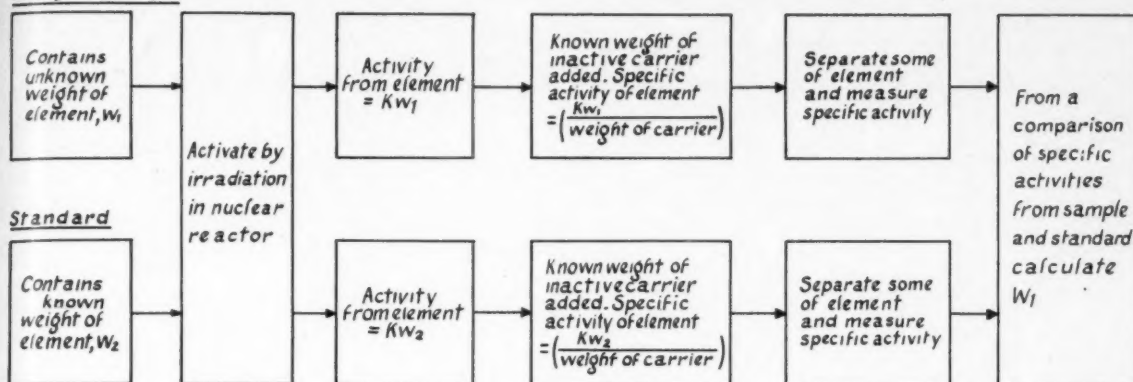 Contains
unknown
weight of
element, W₁
Activate by
irradiation
in nuclear
reactor
Activity
from element
= KW₁
Known weight of
inactive carrier
added. Specific
activity of element
=(KW₁/weight of carrier)
Separate some
of element
and measure
specific activity
From a
comparison
of specific
activities
from sample
and standard
calculate
W₁
Standard
Contains
known
weight of
element, W₂
Activity
from element
= KW₂
Known weight of
inactive carrier
added. Specific
activity of element
=(KW₂/weight of carrier)
Separate some
of element
and measure
specific activity